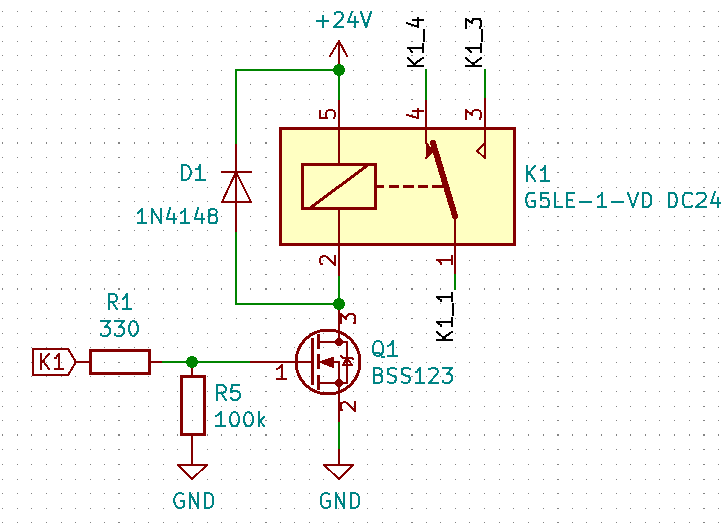 +24V
K1_4
K1_3
5
4
3
D1
1N4148
K1
G5LE-1-VD DC24
2
1
K1_1
R1
330
3
K1
1
Q1
BSS123
R5
100k
2
GND
GND